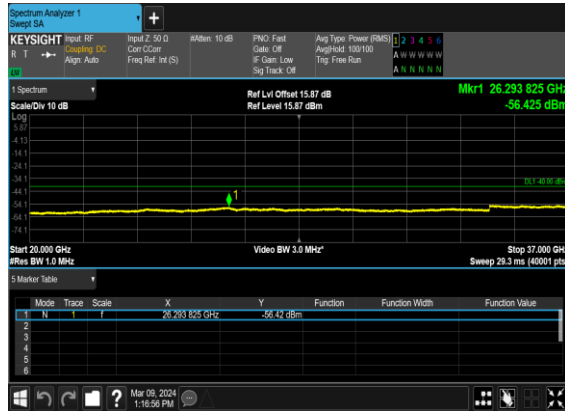 Spectrum Analyzer 1
Swept SA
+
KEYSIGHT Input: RF Input Z: 50 Ω #Atten: 10 dB PNO: Fast Avg Type: Power (RMS) 1 2 3 4 5 6
R T Coupling: DC Corr CCorr Gate: Off Avg|Hold: 100/100 A W W W W W
Align: Auto Freq Ref: Int (S) IF Gain: Low Trig: Free Run
LW Sig Track: Off A N N N N N
1 Spectrum Ref Lvl Offset 15.87 dB Mkr1 26.293 825 GHz
Scale/Div 10 dB Ref Level 15.87 dBm -56.425 dBm
Log
5.87
-4.13
-14.1
-24.1
-34.1
DL1 -40.00 dBm
-44.1
1
-54.1
-64.1
-74.1
Start 20.000 GHz Video BW 3.0 MHz* Stop 37.000 GHz
#Res BW 1.0 MHz Sweep 29.3 ms (40001 pts)
5 Marker Table
Mode Trace Scale X Y Function Function Width Function Value
1 N 1 f 26.293 825 GHz -56.42 dBm
2
3
4
5
6
? Mar 09, 2024
1:16:56 PM